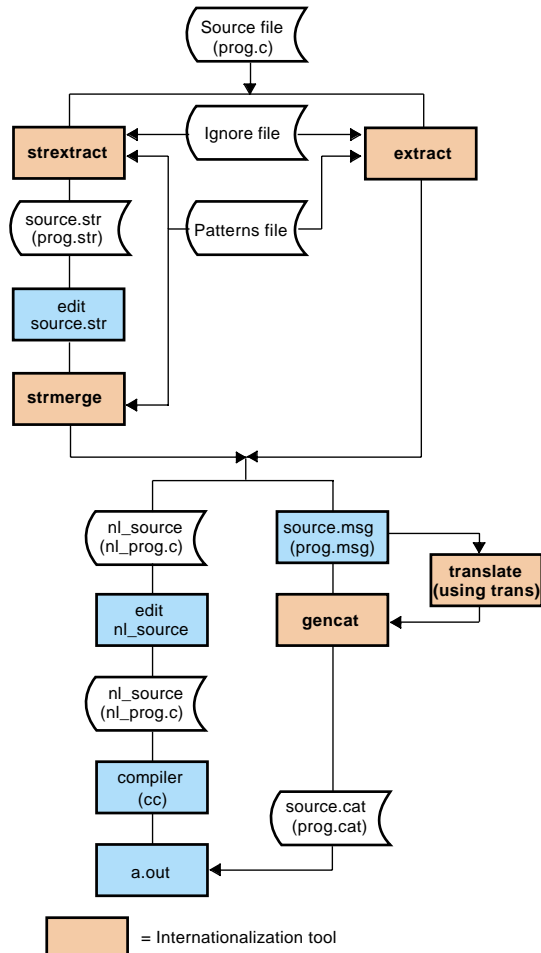 Source file
(prog.c)
Ignore file
strextract
extract
source.str
(prog.str)
Patterns file
edit
source.str
strmerge
nl_source
(nl_prog.c)
source.msg
(prog.msg)
translate
(using trans)
edit
nl_source
gencat
nl_source
(nl_prog.c)
compiler
(cc)
source.cat
(prog.cat)
a.out
= Internationalization tool